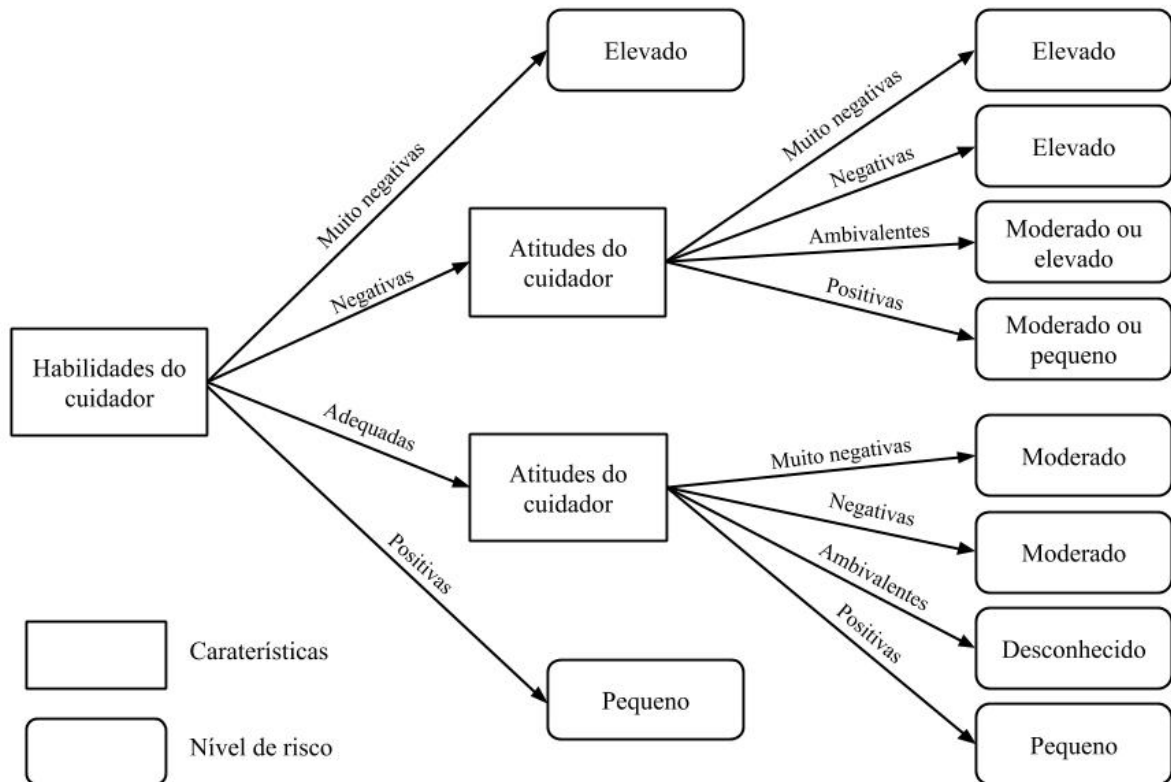 Elevado
Muito negativas
Negativas
Adequadas
Positivas
Habilidades do
cuidador
Atitudes do
cuidador
Muito negativas
Negativas
Ambivalentes
Positivas
Elevado
Elevado
Moderado ou
elevado
Moderado ou
pequeno
Atitudes do
cuidador
Muito negativas
Negativas
Ambivalentes
Positivas
Moderado
Moderado
Desconhecido
Pequeno
Pequeno
Caraterísticas
Nível de risco